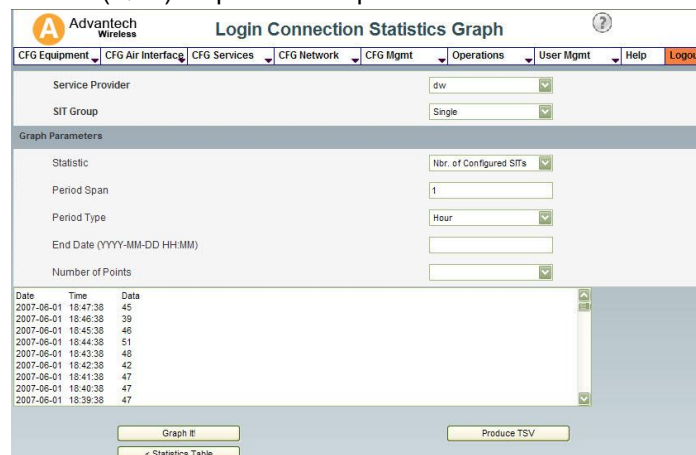 Advantech
Wireless
Login Connection Statistics Graph
?
CFG Equipment CFG Air Interface CFG Services CFG Network CFG Mgmt Operations User Mgmt Help Logou
Service Provider dw
SIT Group Single
Graph Parameters
Statistic Nbr. of Configured SITs
Period Span 1
Period Type Hour
End Date (YYYY-MM-DD HH:MM)
Number of Points
Date Time Data
2007-06-01 18:47:38 45
2007-06-01 18:46:38 39
2007-06-01 18:45:38 46
2007-06-01 18:44:38 51
2007-06-01 18:43:38 48
2007-06-01 18:42:38 42
2007-06-01 18:41:38 47
2007-06-01 18:40:38 47
2007-06-01 18:39:38 47
Graph It! Produce TSV
< Statistics Table